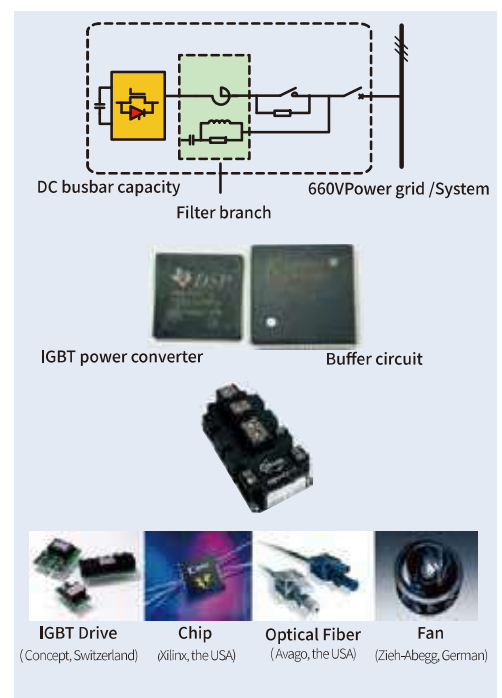 DC busbar capacity
660VPower grid /System
Filter branch
DSP
IGBT power converter
Buffer circuit
IGBT Drive
Chip
Optical Fiber
Fan
( Concept, Switzerland)
(Xilinx, the USA)
( Avago, the USA)
(Zieh-Abegg, German)